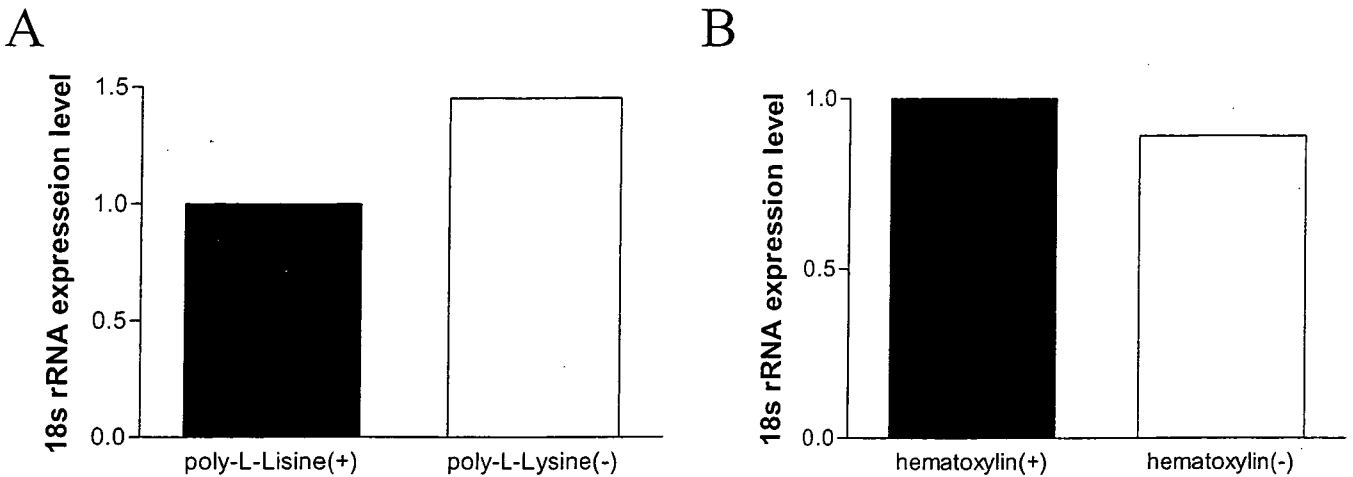 A
18s rRNA expresseion level
1.5
1.0
0.5
0.0
poly-L-Lisine(+)
poly-L-Lysine(-)
B
18s rRNA expression level
1.0
0.5
0.0
hematoxylin(+)
hematoxylin(-)